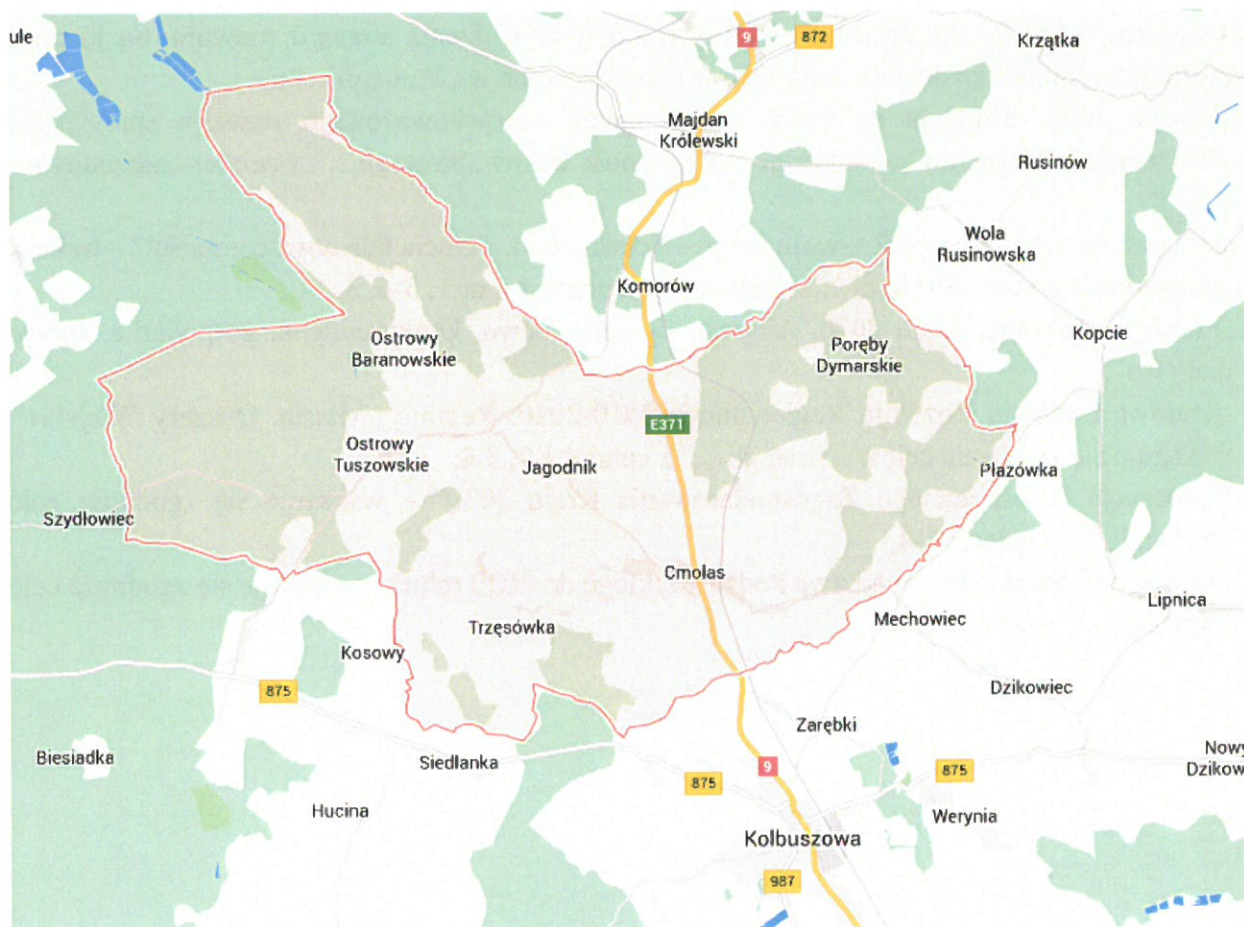 ule
9
872
Krzątka
Majdan
Królewski
Rusinów
Wola
Rusinowska
Komorów
Kopcie
Ostrowy
Baranowskie
Poręby
Dymarskie
E371
Ostrowy
Tuszowskie
Jagodnik
Płazówka
Szydłowiec
Cmolas
Lipnica
Mechowiec
Trzęsówka
Kosowy
875
Dzikowiec
Zarębki
Biesiadka
Siedlanka
9
875
875
Nowy
Dzikow
Hucina
Werynia
Kolbuszowa
987